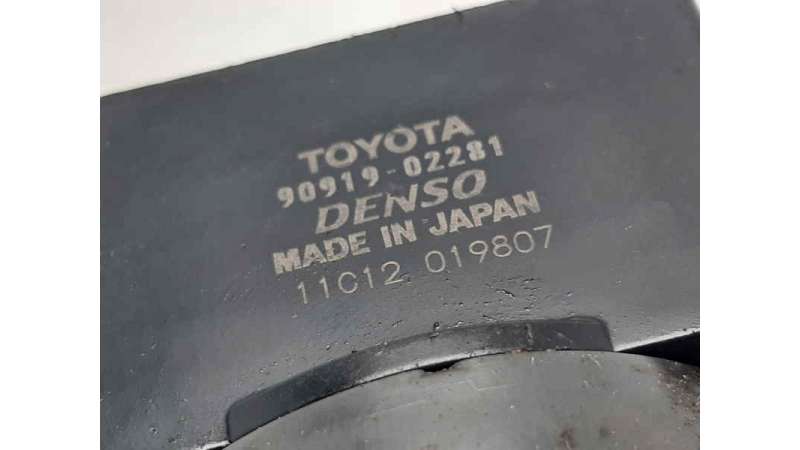 TOYOTA
90919-02281
DENSO
MADE IN JAPAN
11C12 019807